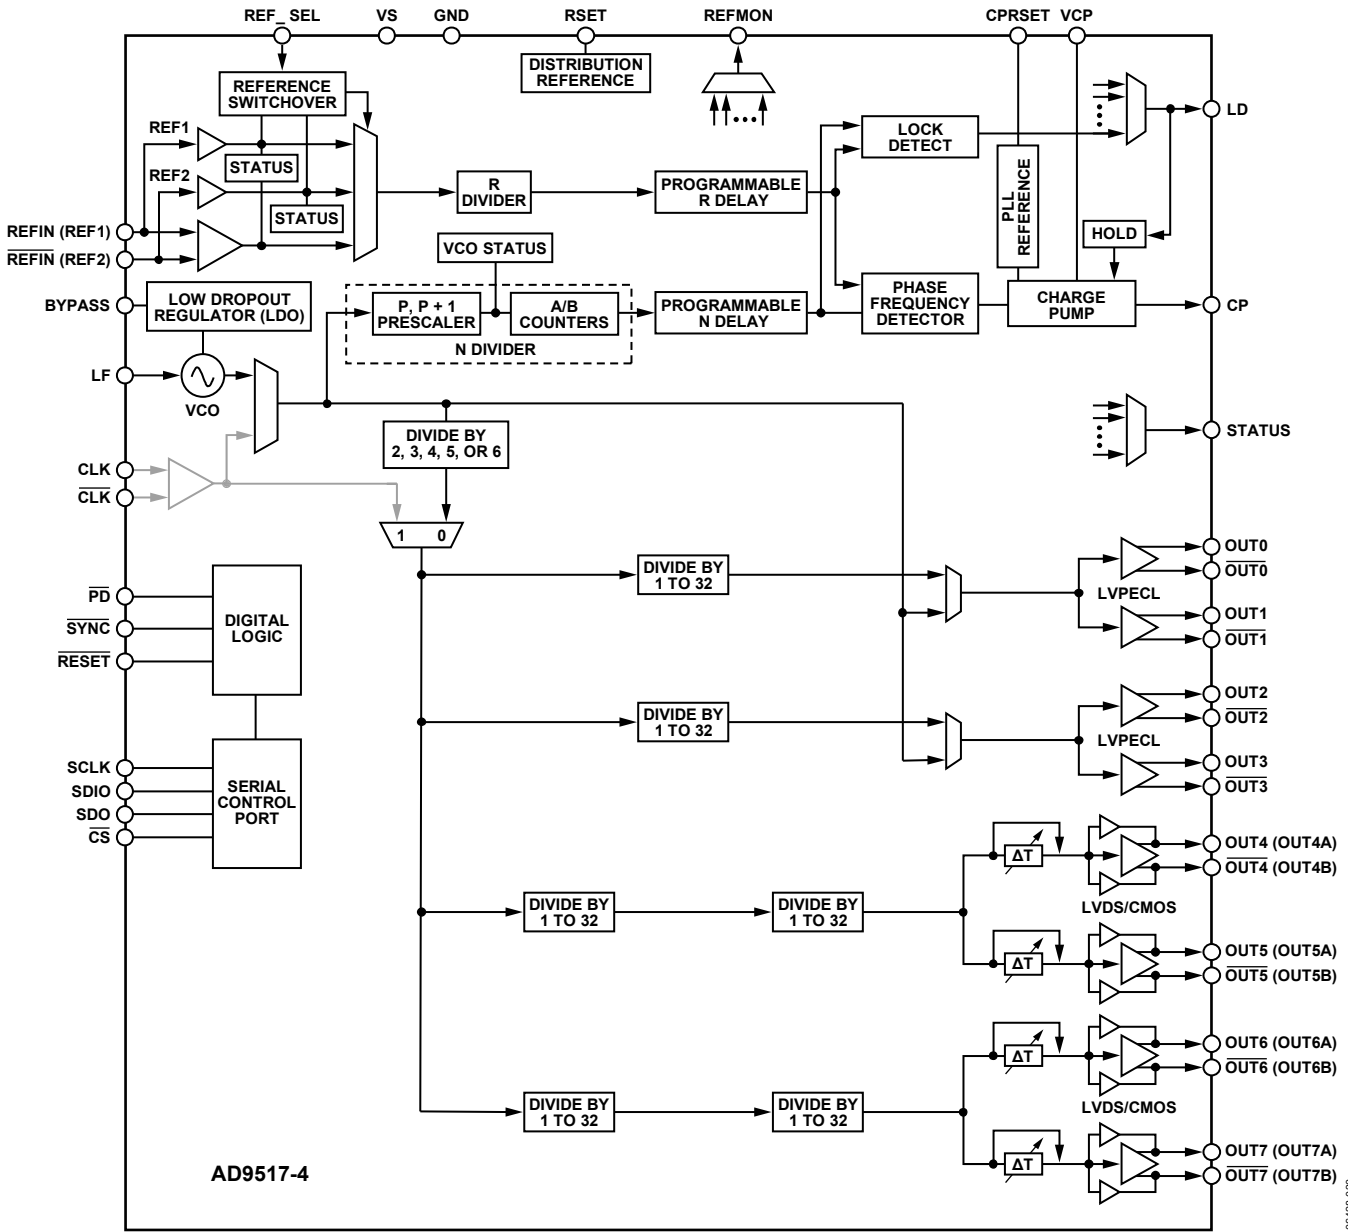 REF_ SEL
VS
GND
RSET
REFMON
CPRSET
VCP
DISTRIBUTION
REFERENCE
REFERENCE
SWITCHOVER
REF1
STATUS
REF2
STATUS
REFIN (REF1)
REFIN (REF2)
R
DIVIDER
PROGRAMMABLE
R DELAY
LOCK
DETECT
LD
PLL
REFERENCE
HOLD
VCO STATUS
BYPASS
LOW DROPOUT
REGULATOR (LDO)
P, P + 1
PRESCALER
A/B
COUNTERS
N DIVIDER
PROGRAMMABLE
N DELAY
PHASE
FREQUENCY
DETECTOR
CHARGE
PUMP
CP
LF
VCO
STATUS
DIVIDE BY
2, 3, 4, 5, OR 6
CLK
CLK
1 0
PD
SYNC
RESET
DIGITAL
LOGIC
DIVIDE BY
1 TO 32
LVPECL
OUT0
OUT0
OUT1
OUT1
DIVIDE BY
1 TO 32
LVPECL
OUT2
OUT2
OUT3
OUT3
SCLK
SDIO
SDO
CS
SERIAL
CONTROL
PORT
DIVIDE BY
1 TO 32
DIVIDE BY
1 TO 32
ΔT
ΔT
LVDS/CMOS
OUT4 (OUT4A)
OUT4 (OUT4B)
OUT5 (OUT5A)
OUT5 (OUT5B)
DIVIDE BY
1 TO 32
DIVIDE BY
1 TO 32
ΔT
ΔT
LVDS/CMOS
OUT6 (OUT6A)
OUT6 (OUT6B)
OUT7 (OUT7A)
OUT7 (OUT7B)
AD9517-4